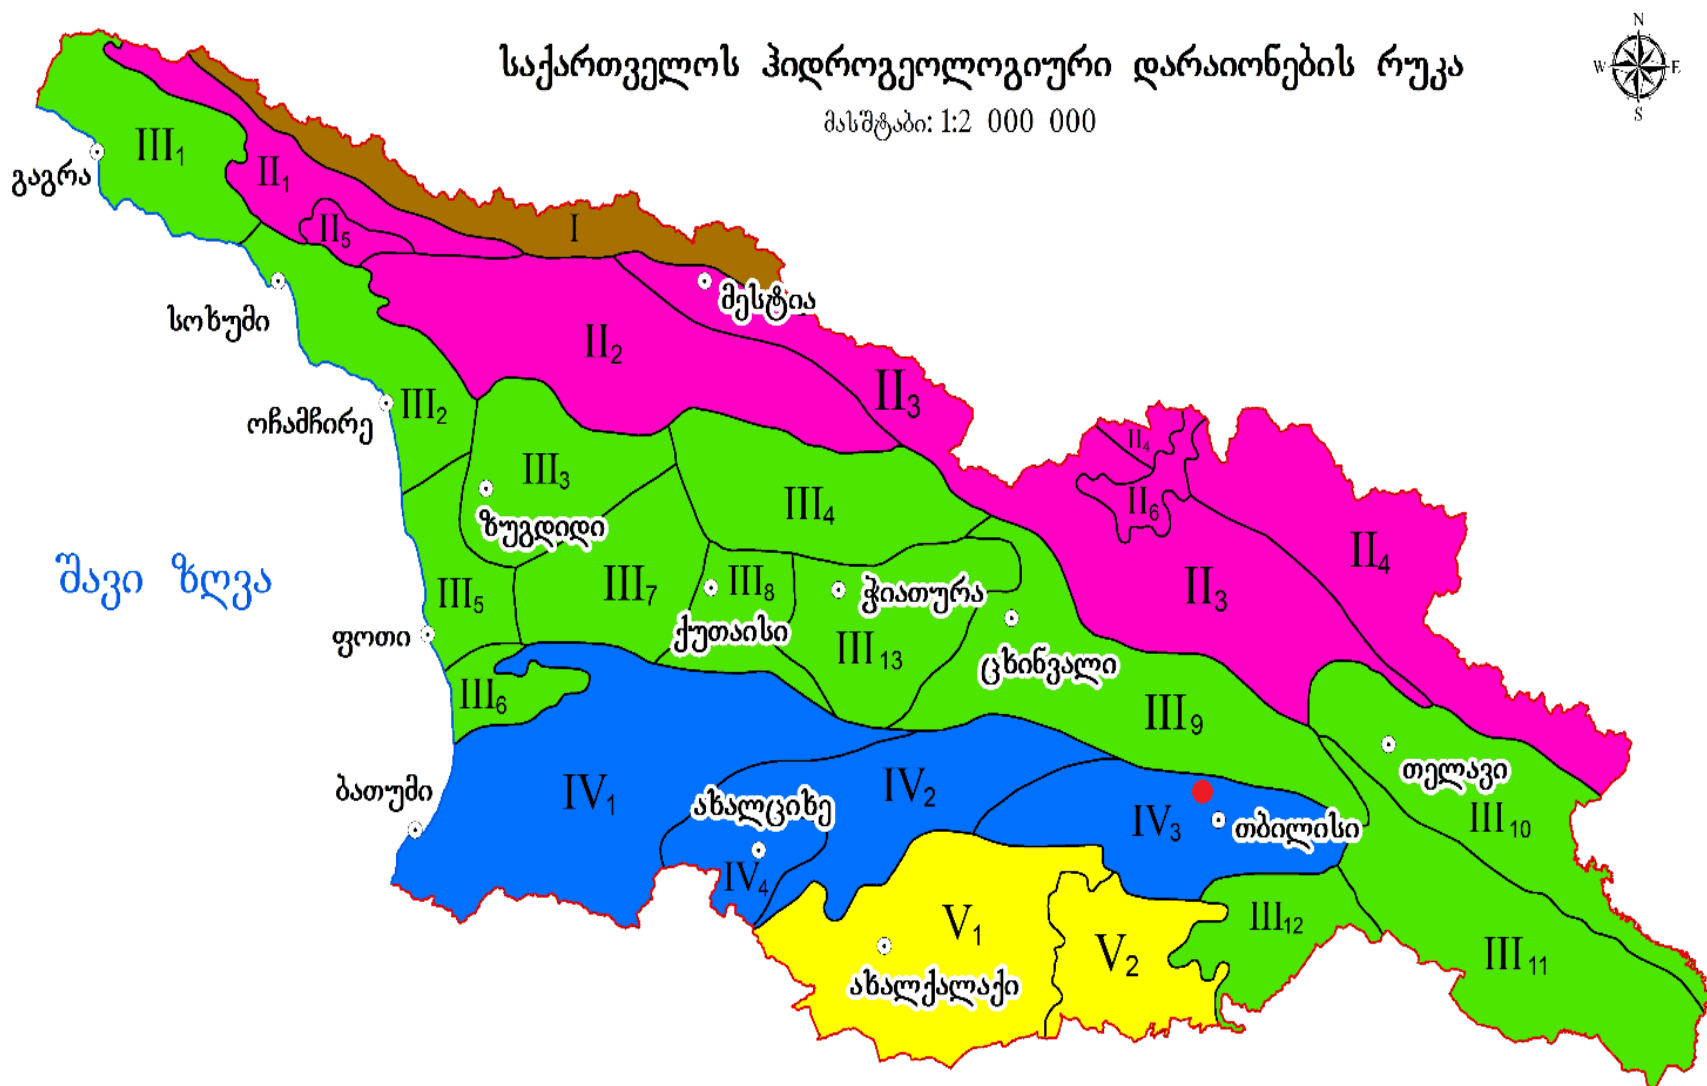 საქართველოს ჰიდროგეოლოგიური დარაიონების რუკა
მასშტაბი: 1:2 000 000
N
W E
S
III₁
გაგრა
II₁
II₅
I
სოხუმი
მესტია
II₂
II₃
ოჩამჩირე
III₂
III₃
ზუგდიდი
III₄
II₄
II₆
II₄
II₃
შავი ზღვა
III₅
III₇
III₈
ჭიათურა
ფოთი
ქუთაისი
III₁₃
ცხინვალი
III₆
III₉
თელავი
ბათუმი
IV₁
ახალციხე
IV₂
IV₃
თბილისი
III₁₀
IV₄
V₁
III₁₂
V₂
III₁₁
ახალქალაქი